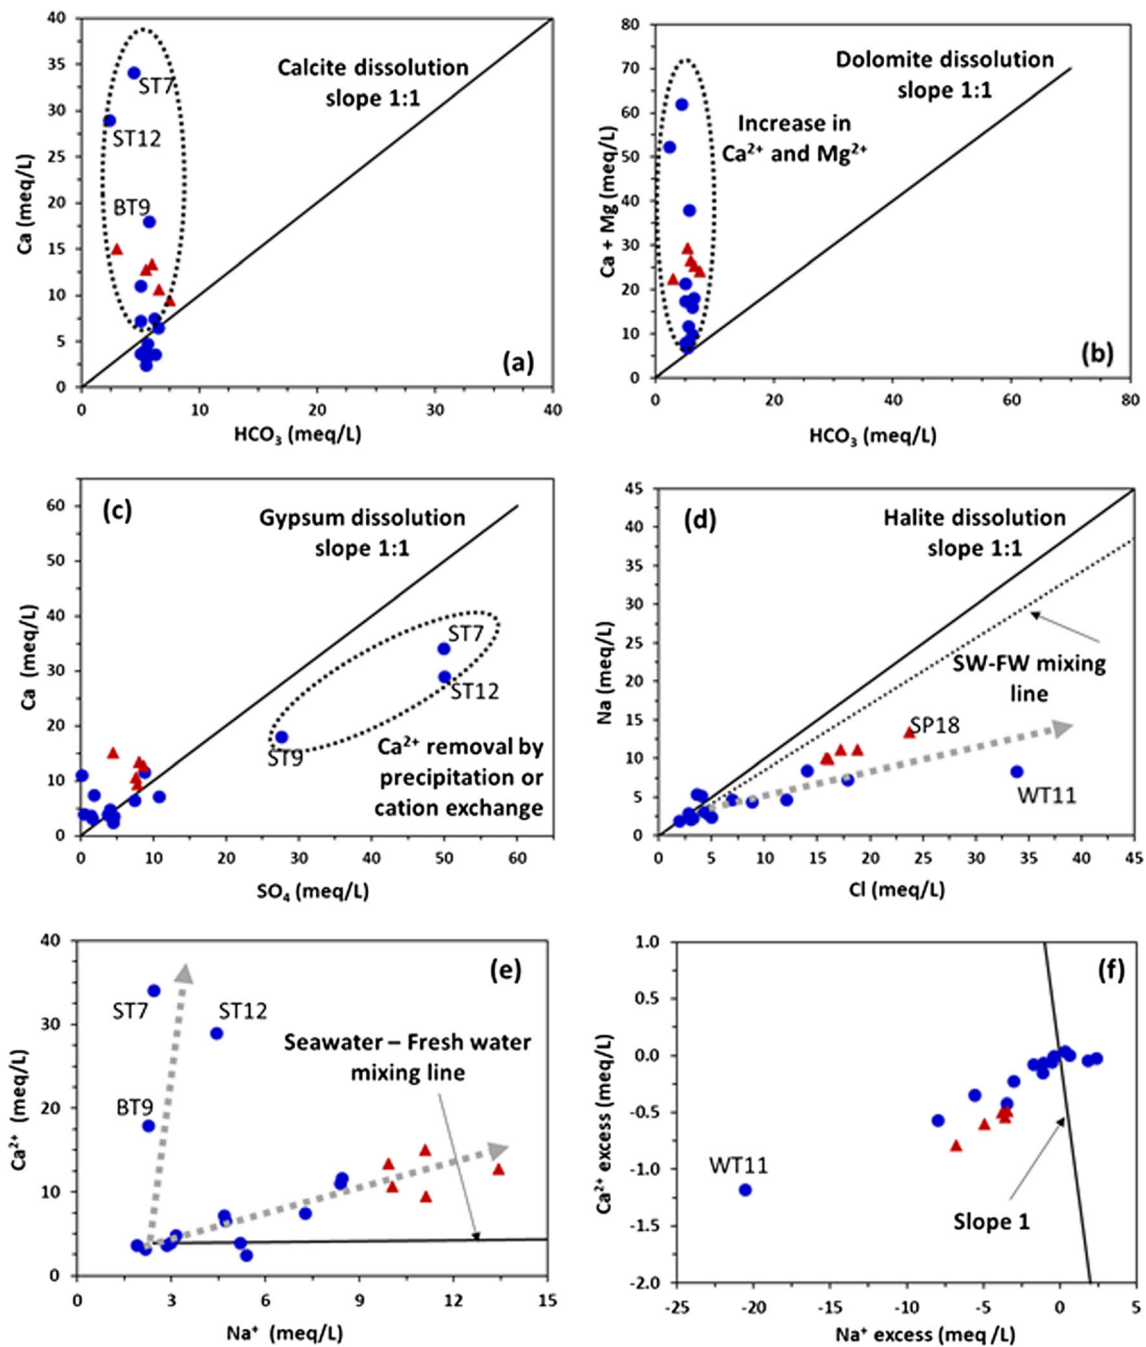 Ca (meq/L)
40
35
30
25
20
15
10
5
0
Calcite dissolution
slope 1:1
ST7
ST12
BT9
(a)
0
10
20
30
40
HCO₃ (meq/L)
Ca + Mg (meq/L)
80
70
60
50
40
30
20
10
0
Dolomite dissolution
slope 1:1
Increase in
Ca²⁺ and Mg²⁺
(b)
0
20
40
60
80
HCO₃ (meq/L)
Ca (meq/L)
60
50
40
30
20
10
0
(c)
Gypsum dissolution
slope 1:1
ST7
ST12
ST9
Ca²⁺ removal by
precipitation or
cation exchange
0
10
20
30
40
50
60
SO₄ (meq/L)
Na (meq/L)
45
40
35
30
25
20
15
10
5
0
(d)
Halite dissolution
slope 1:1
SW-FW mixing
line
SP18
WT11
0
5
10
15
20
25
30
35
40
45
Cl (meq/L)
Ca²⁺ (meq/L)
40
30
20
10
0
(e)
ST7
ST12
Seawater – Fresh water
mixing line
BT9
0
3
6
9
12
15
Na⁺ (meq/L)
Ca²⁺ excess (meq/L)
1.0
0.5
0.0
-0.5
-1.0
-1.5
-2.0
(f)
WT11
Slope 1
-25
-20
-15
-10
-5
0
5
Na⁺ excess (meq /L)